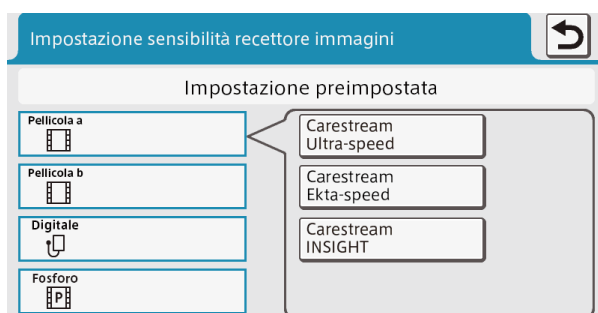 Impostazione sensibilità recettore immagini
Impostazione preimpostata
Pellicola a
Carestream
Ultra-speed
Pellicola b
Carestream
Ekta-speed
Digitale
Carestream
INSIGHT
Fosforo
P